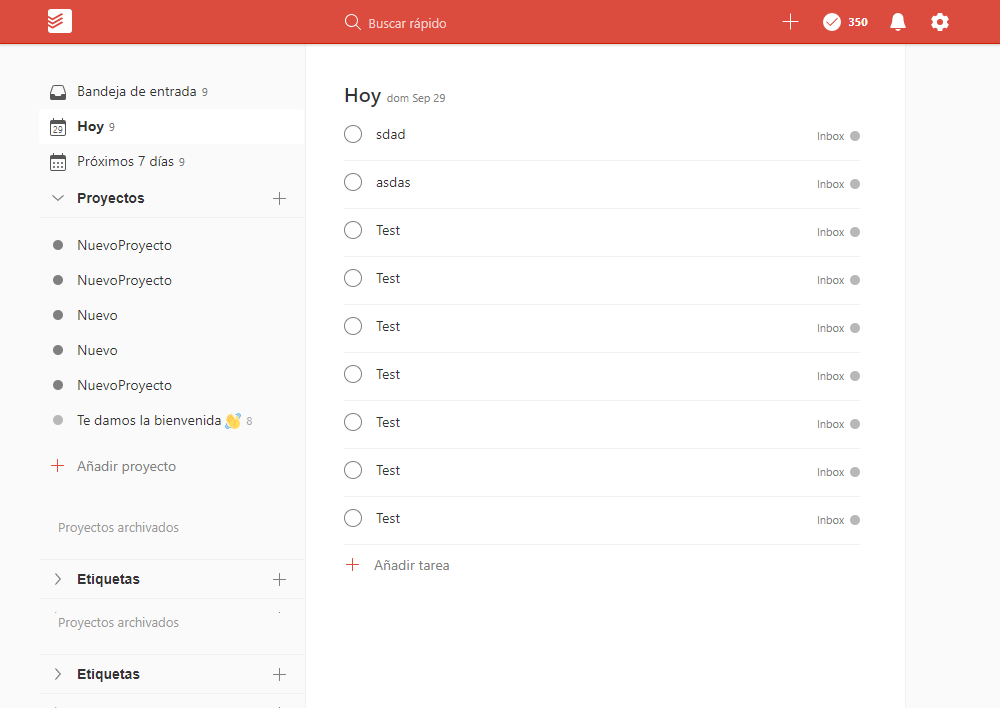 Buscar rápido
350
Bandeja de entrada 9
29 Hoy 9
Próximos 7 días 9
Proyectos
NuevoProyecto
NuevoProyecto
Nuevo
Nuevo
NuevoProyecto
Te damos la bienvenida 👋 8
Añadir proyecto
Proyectos archivados
Etiquetas
Proyectos archivados
Etiquetas
Hoy dom Sep 29
sdad Inbox
asdas Inbox
Test Inbox
Test Inbox
Test Inbox
Test Inbox
Test Inbox
Test Inbox
Test Inbox
Añadir tarea